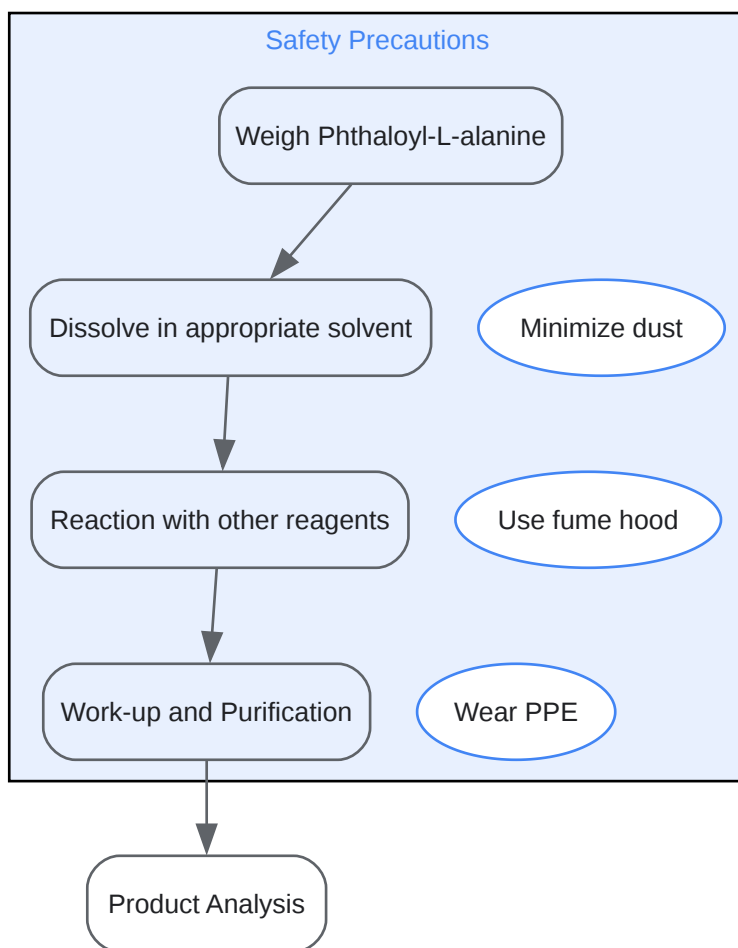 Safety Precautions
Weigh Phthaloyl-L-alanine
Dissolve in appropriate solvent
Minimize dust
Reaction with other reagents
Use fume hood
Work-up and Purification
Wear PPE
Product Analysis